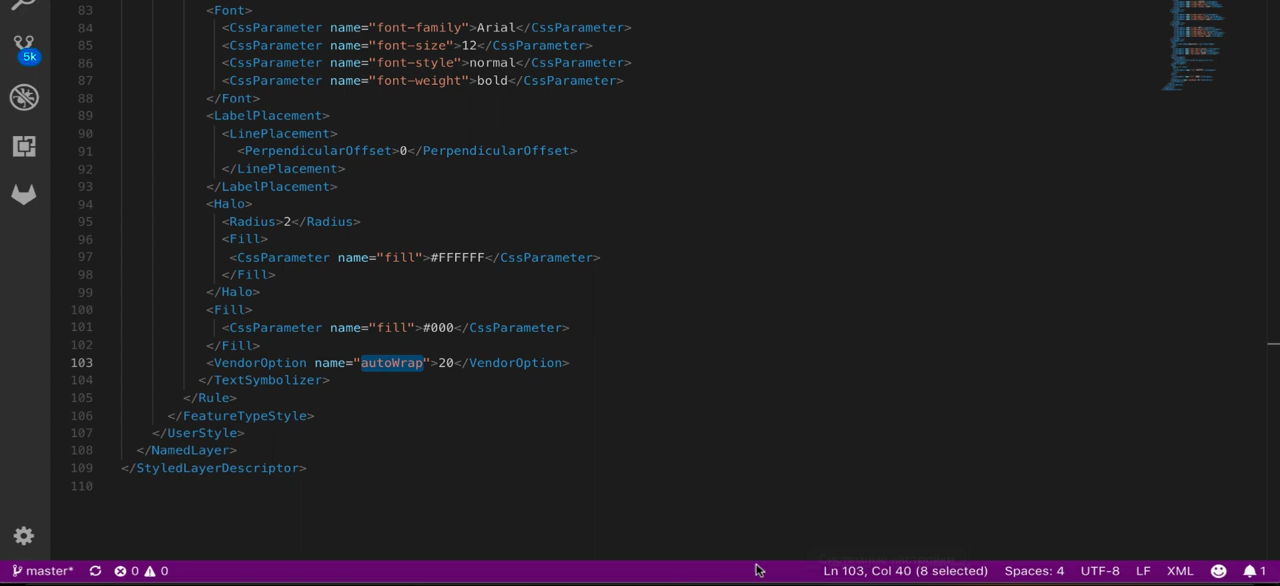 83 <Font>
84 <CssParameter name="font-family">Arial</CssParameter>
5k
85 <CssParameter name="font-size">12</CssParameter>
86 <CssParameter name="font-style">normal</CssParameter>
87 <CssParameter name="font-weight">bold</CssParameter>
88 </Font>
89 <LabelPlacement>
90 <LinePlacement>
91 <PerpendicularOffset>0</PerpendicularOffset>
92 </LinePlacement>
93 </LabelPlacement>
94 <Halo>
95 <Radius>2</Radius>
96 <Fill>
97 <CssParameter name="fill">#FFFFFF</CssParameter>
98 </Fill>
99 </Halo>
100 <Fill>
101 <CssParameter name="fill">#000</CssParameter>
102 </Fill>
103 <VendorOption name="autoWrap">20</VendorOption>
104 </TextSymbolizer>
105 </Rule>
106 </FeatureTypeStyle>
107 </UserStyle>
108 </NamedLayer>
109 </StyledLayerDescriptor>
110
master* 0 0 Ln 103, Col 40 (8 selected) Spaces: 4 UTF-8 LF XML 1